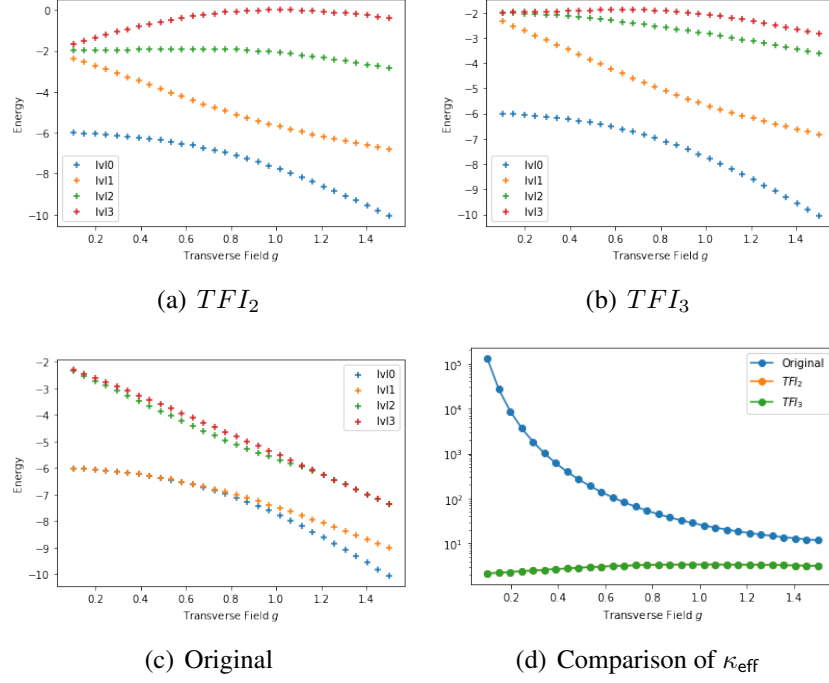 0
−2
−4
−6
−8
−10
Energy
lvl0
lvl1
lvl2
lvl3
0.2 0.4 0.6 0.8 1.0 1.2 1.4
Transverse Field g
(a) TFI2
−2
−3
−4
−5
−6
−7
−8
−9
−10
Energy
lvl0
lvl1
lvl2
lvl3
0.2 0.4 0.6 0.8 1.0 1.2 1.4
Transverse Field g
(b) TFI3
−2
−3
−4
−5
−6
−7
−8
−9
−10
Energy
lvl0
lvl1
lvl2
lvl3
0.2 0.4 0.6 0.8 1.0 1.2 1.4
Transverse Field g
(c) Original
10^5
10^4
10^3
10^2
10^1
Original
TFI2
TFI3
0.2 0.4 0.6 0.8 1.0 1.2 1.4
Transverse Field g
(d) Comparison of κeff